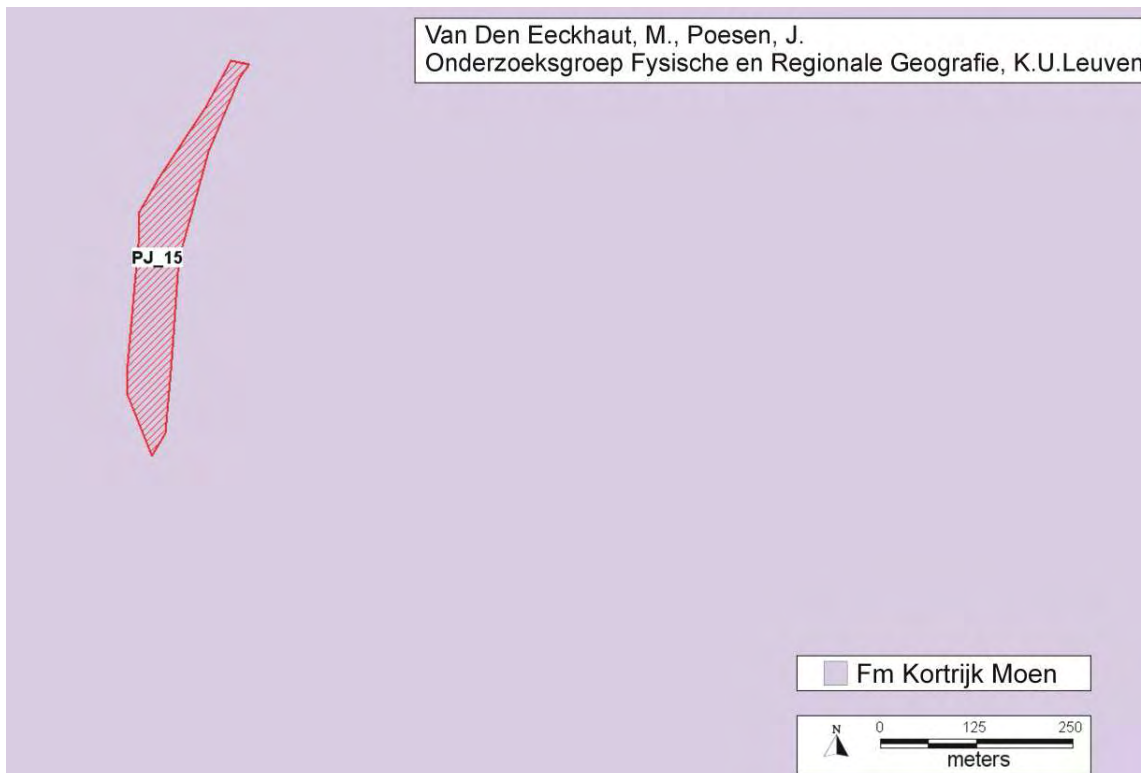 Van Den Eeckhaut, M., Poesen, J.
Onderzoeksgroep Fysische en Regionale Geografie, K.U.Leuven
PJ_15
Fm Kortrijk Moen
N
0 125 250
meters